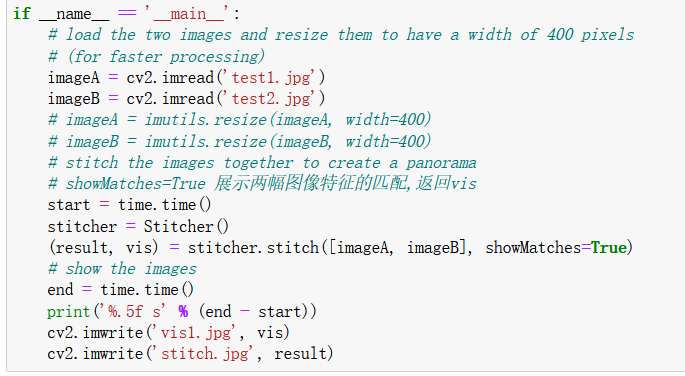 if __name__ == '__main__':
    # load the two images and resize them to have a width of 400 pixels
    # (for faster processing)
    imageA = cv2.imread('test1.jpg')
    imageB = cv2.imread('test2.jpg')
    # imageA = imutils.resize(imageA, width=400)
    # imageB = imutils.resize(imageB, width=400)
    # stitch the images together to create a panorama
    # showMatches=True 展示两幅图像特征的匹配,返回vis
    start = time.time()
    stitcher = Stitcher()
    (result, vis) = stitcher.stitch([imageA, imageB], showMatches=True)
    # show the images
    end = time.time()
    print('%.5f s' % (end - start))
    cv2.imwrite('vis1.jpg', vis)
    cv2.imwrite('stitch.jpg', result)